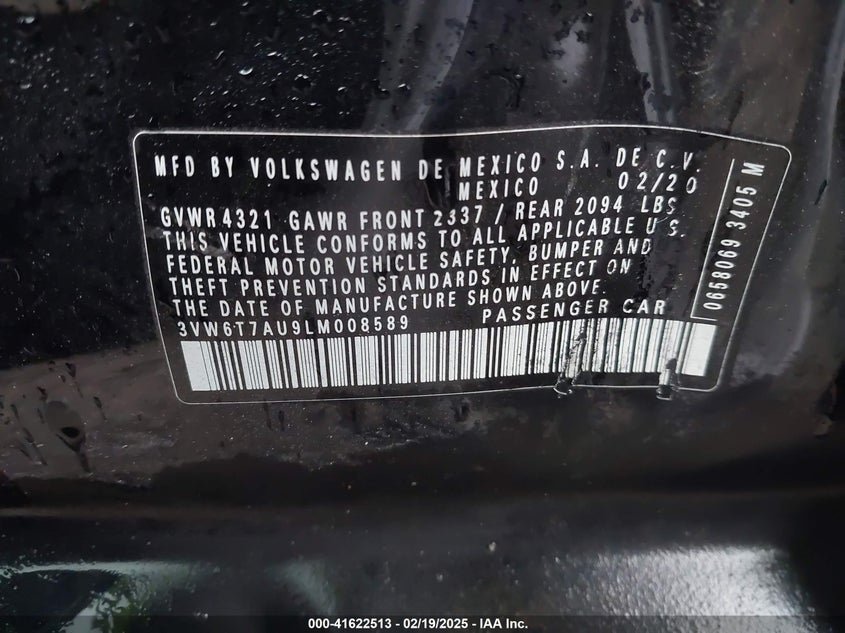 MFD BY VOLKSWAGEN DE MEXICO S.A. DE C.V.
MEXICO 02/20
GVWR 4321 GAWR FRONT 2337 / REAR 2094 LBS
THIS VEHICLE CONFORMS TO ALL APPLICABLE U.S.
FEDERAL MOTOR VEHICLE SAFETY, BUMPER AND
THEFT PREVENTION STANDARDS IN EFFECT ON
THE DATE OF MANUFACTURE SHOWN ABOVE.
3VW6T7AU9LM008589 PASSENGER CAR
0658069 3405 M
000-41622513 - 02/19/2025 - IAA Inc.